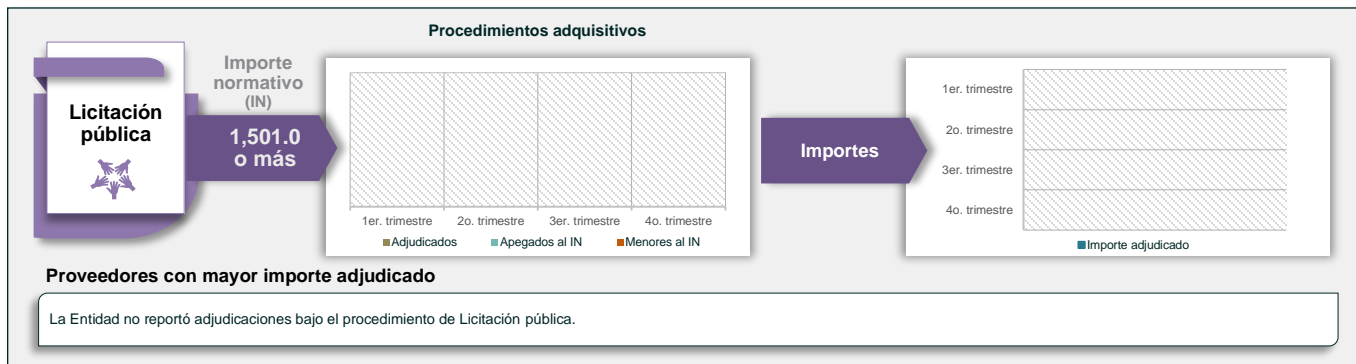 Procedimientos adquisitivos
Licitación
pública
Importe
normativo
(IN)
1,501.0
o más
1er. trimestre
2o. trimestre
3er. trimestre
4o. trimestre
Adjudicados
Apegados al IN
Menores al IN
Importes
1er. trimestre
2o. trimestre
3er. trimestre
4o. trimestre
Importe adjudicado
Proveedores con mayor importe adjudicado
La Entidad no reportó adjudicaciones bajo el procedimiento de Licitación pública.